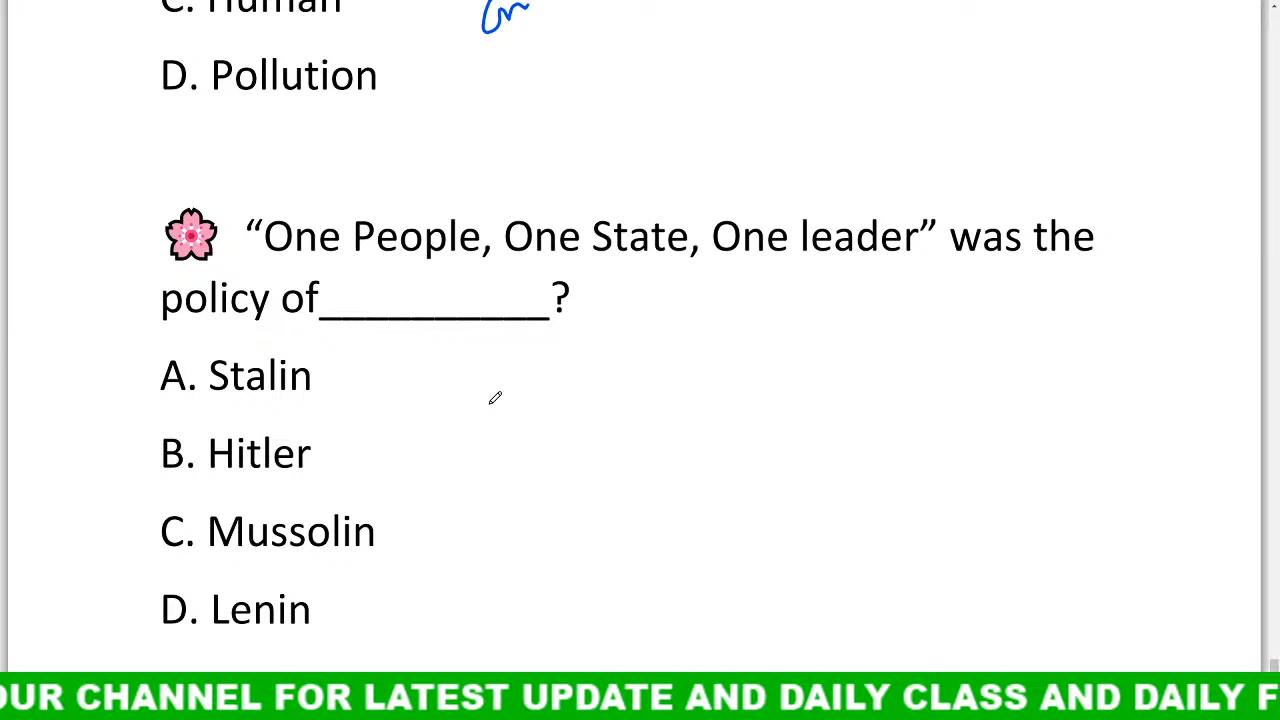 C. Human
D. Pollution
“One People, One State, One leader” was the
policy of__________?
A. Stalin
B. Hitler
C. Mussolin
D. Lenin
OUR CHANNEL FOR LATEST UPDATE AND DAILY CLASS AND DAILY F